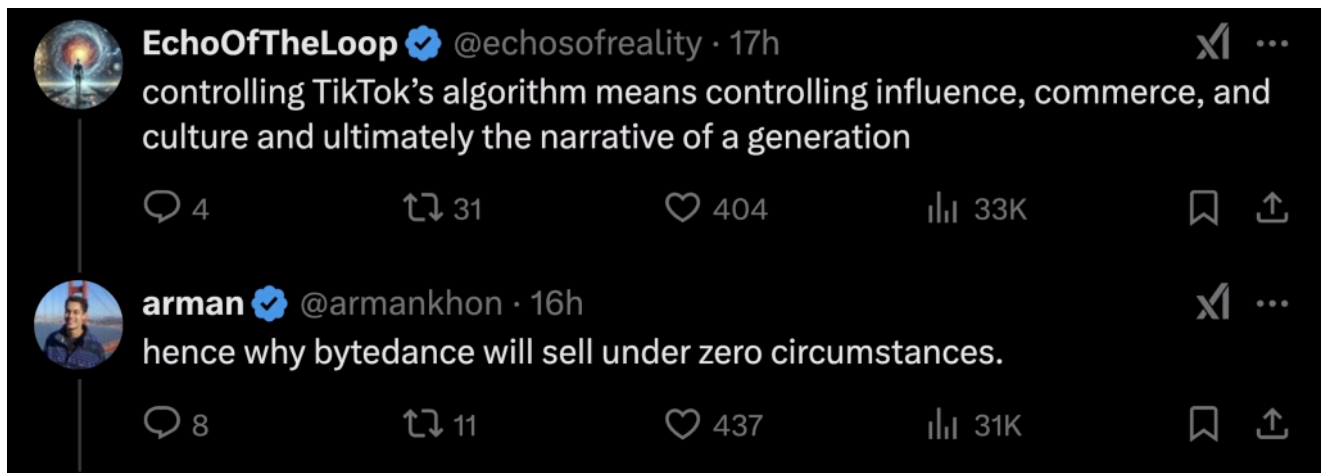 EchoOfTheLoop @echosofreality · 17h
controlling TikTok’s algorithm means controlling influence, commerce, and
culture and ultimately the narrative of a generation
4 31 404 33K
arman @armankhon · 16h
hence why bytedance will sell under zero circumstances.
8 11 437 31K